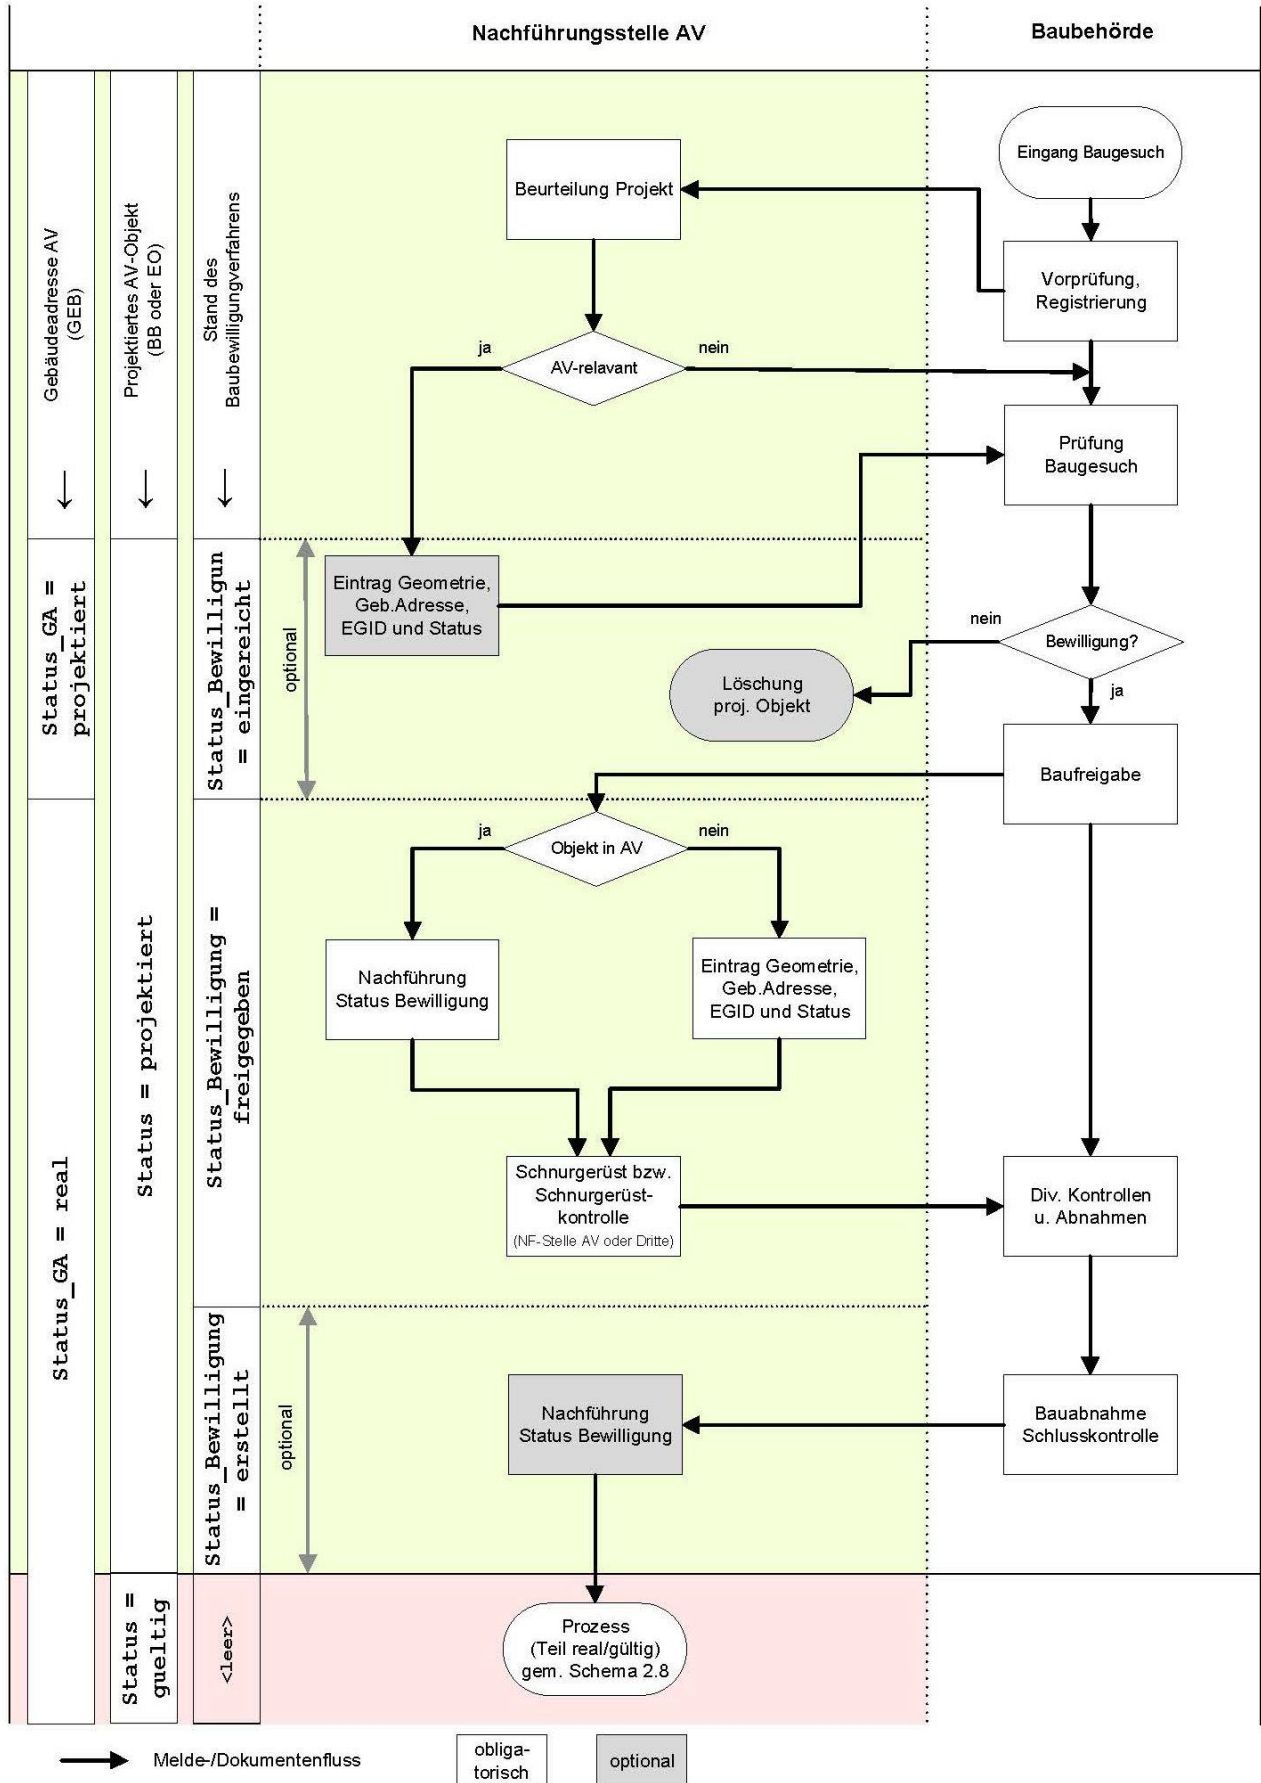 Nachführungsstelle AV
Baubehörde
Gebäudeadresse AV
(GEB)
Projektiertes AV-Objekt
(BB oder EO)
Stand des
Baubewilligungverfahrens
Eingang Baugesuch
Beurteilung Projekt
Vorprüfung,
Registrierung
ja
AV-relevant
nein
Prüfung
Baugesuch
Status_GA =
projektiert
Status_Bewilligun
= eingereicht
optional
Eintrag Geometrie,
Geb.Adresse,
EGID und Status
nein
Bewilligung?
ja
Löschung
proj. Objekt
Baufreigabe
Status_GA = real
Status = projektiert
Status_Bewilligung =
freigegeben
ja
Objekt in AV
nein
Nachführung
Status Bewilligung
Eintrag Geometrie,
Geb.Adresse,
EGID und Status
Schnurgerüst bzw.
Schnurgerüst-
kontrolle
(NF-Stelle AV oder Dritte)
Div. Kontrollen
u. Abnahmen
Status_Bewilligung
= erstellt
optional
Nachführung
Status Bewilligung
Bauabnahme
Schlusskontrolle
Status =
gueltig
<leer>
Prozess
(Teil real/gültig)
gem. Schema 2.8
Melde-/Dokumentenfluss
obliga-
torisch
optional